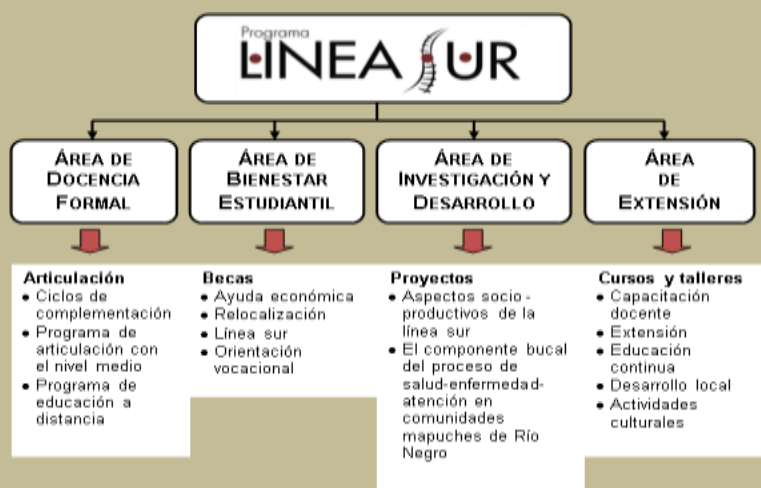 Programa
LÍNEA SUR
ÁREA DE
DOCENCIA
FORMAL
ÁREA DE
BIENESTAR
ESTUDIANTIL
ÁREA DE
INVESTIGACIÓN Y
DESARROLLO
ÁREA
DE
EXTENSIÓN
Articulación
• Ciclos de
complementación
• Programa de
articulación con
el nivel medio
• Programa de
educación a
distancia
Becas
• Ayuda económica
• Relocalización
• Línea sur
• Orientación
vocacional
Proyectos
• Aspectos socio-
productivos de la
línea sur
• El componente bucal
del proceso de
salud-enfermedad-
atención en
comunidades
mapuches de Río
Negro
Cursos y talleres
• Capacitación
docente
• Extensión
• Educación
continua
• Desarrollo local
• Actividades
culturales